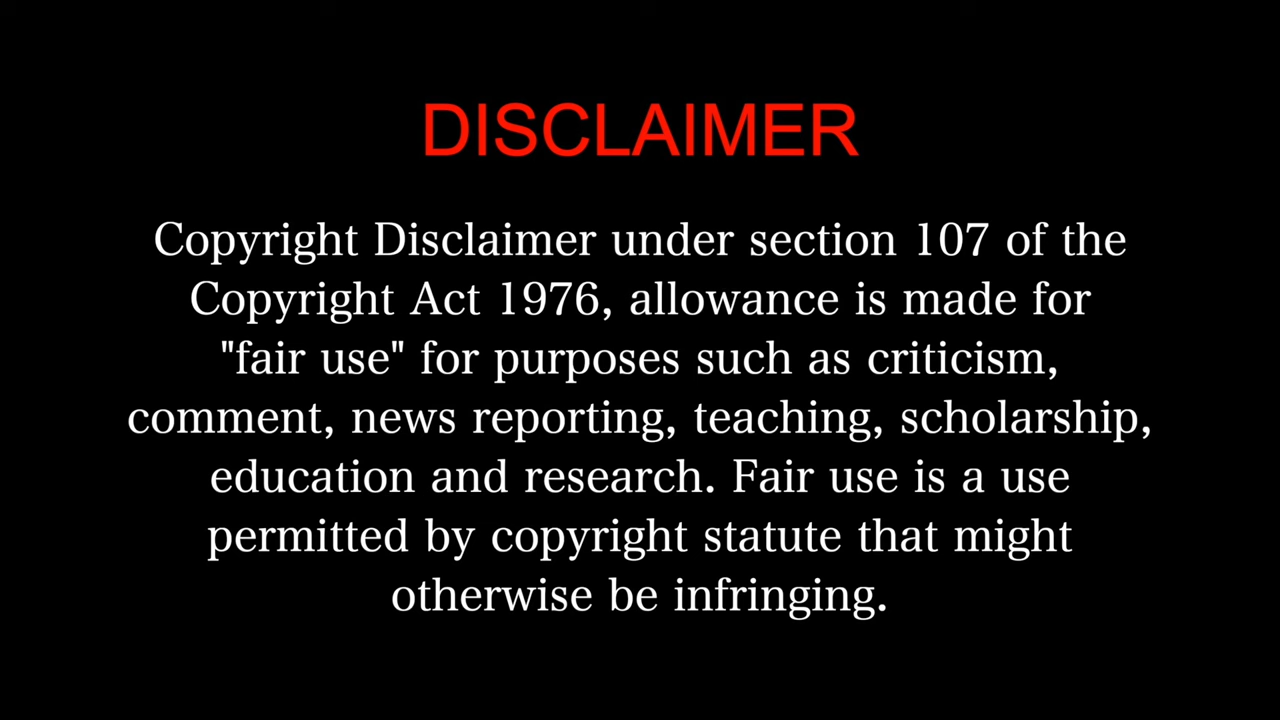 DISCLAIMER
Copyright Disclaimer under section 107 of the
Copyright Act 1976, allowance is made for
"fair use" for purposes such as criticism,
comment, news reporting, teaching, scholarship,
education and research. Fair use is a use
permitted by copyright statute that might
otherwise be infringing.